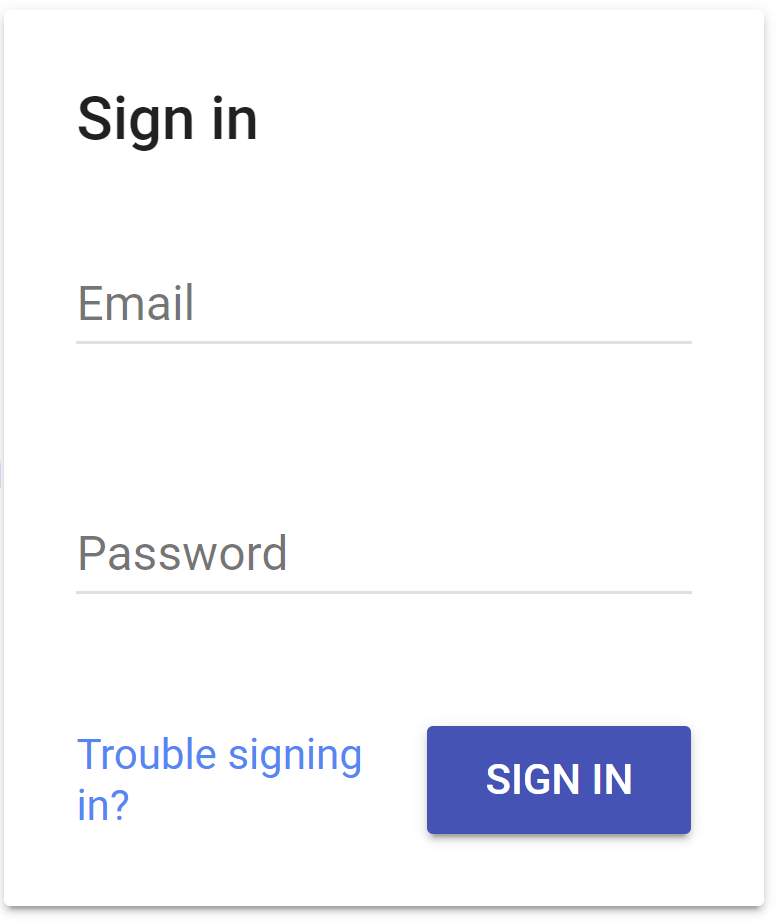 Sign in
Email
Password
Trouble signing
in?
SIGN IN